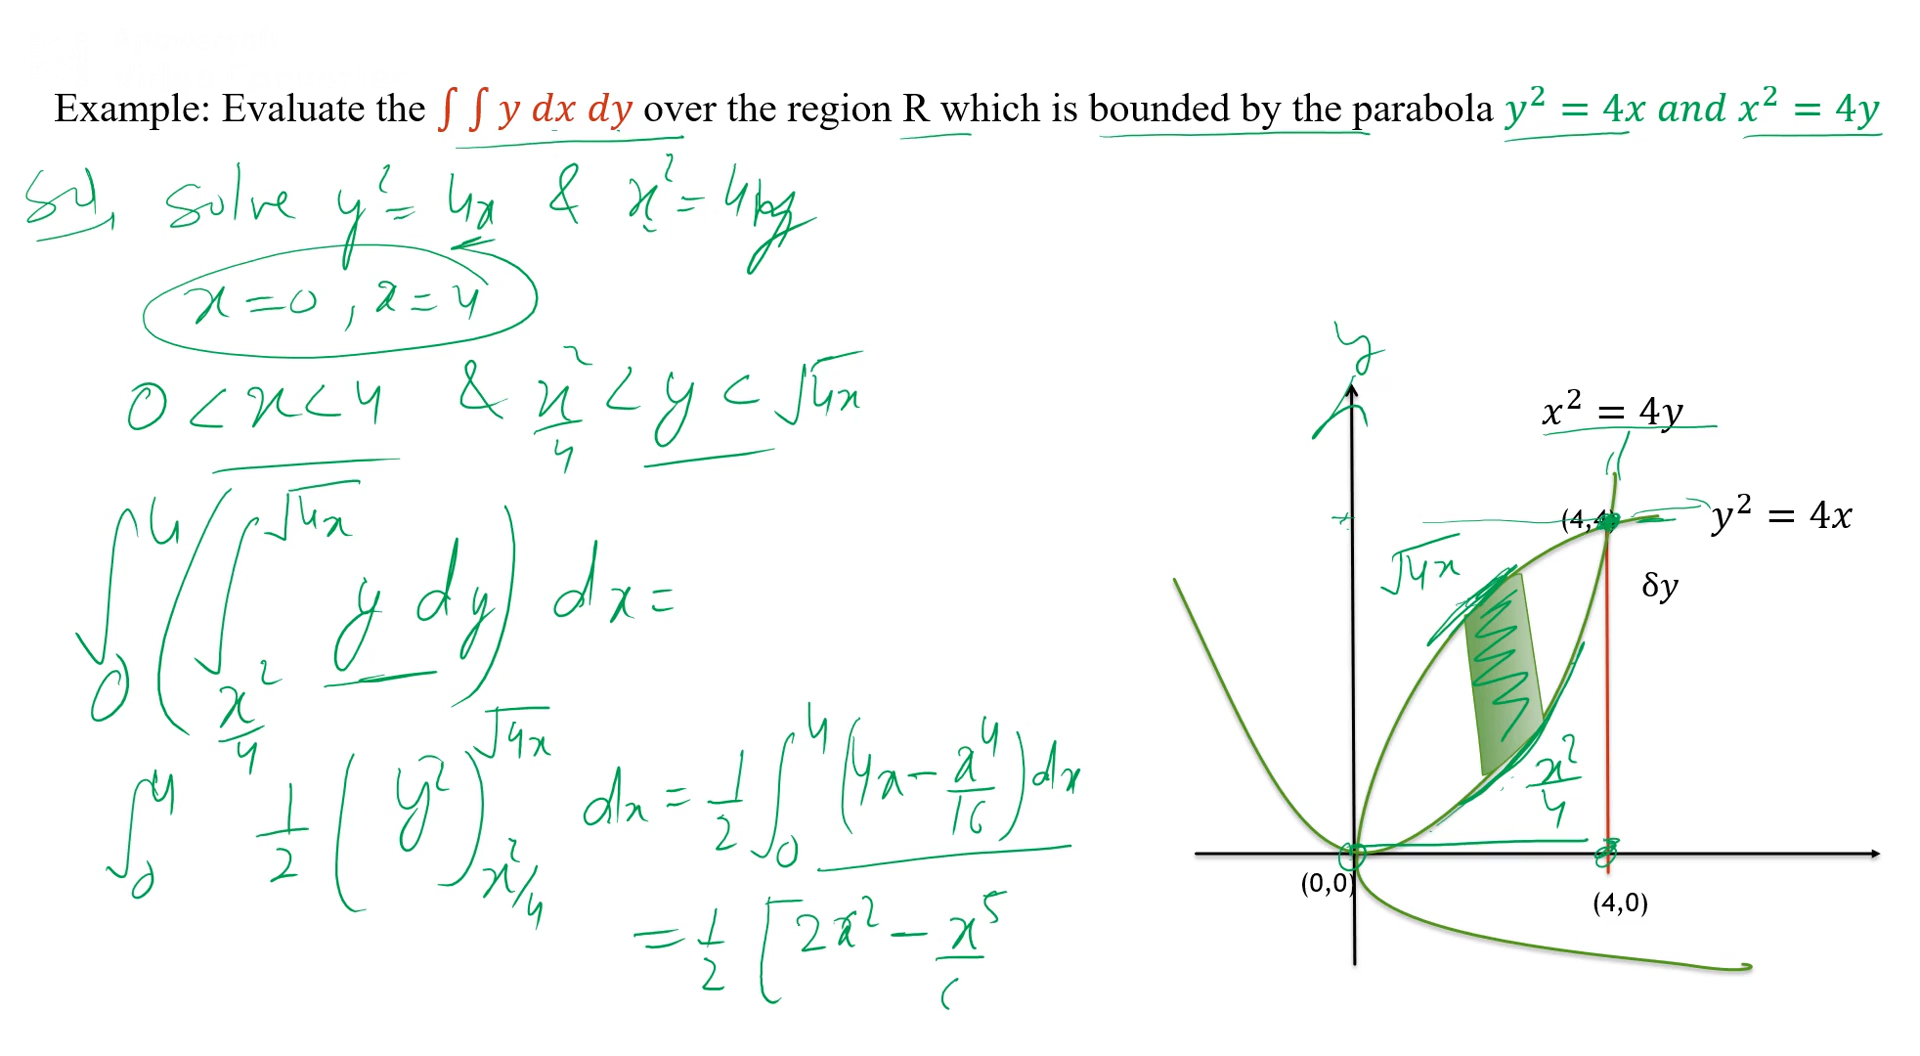 Example: Evaluate the ∫ ∫ y dx dy over the region R which is bounded by the parabola y² = 4x and x² = 4y
Sol, solve y² = 4x & x² = 4y
x = 0 , x = 4
0 < x < 4 & x²/4 < y < √4x
∫₀⁴ ( ∫_{x²/4}^{√4x} y dy ) dx =
∫₀⁴ 1/2 ( y² )_{x²/4}^{√4x} dx = 1/2 ∫₀⁴ ( 4x - x⁴/16 ) dx
= 1/2 [ 2x² - x⁵/(
y
x² = 4y
(4,4)
y² = 4x
√4x
δy
x²/4
(0,0)
(4,0)